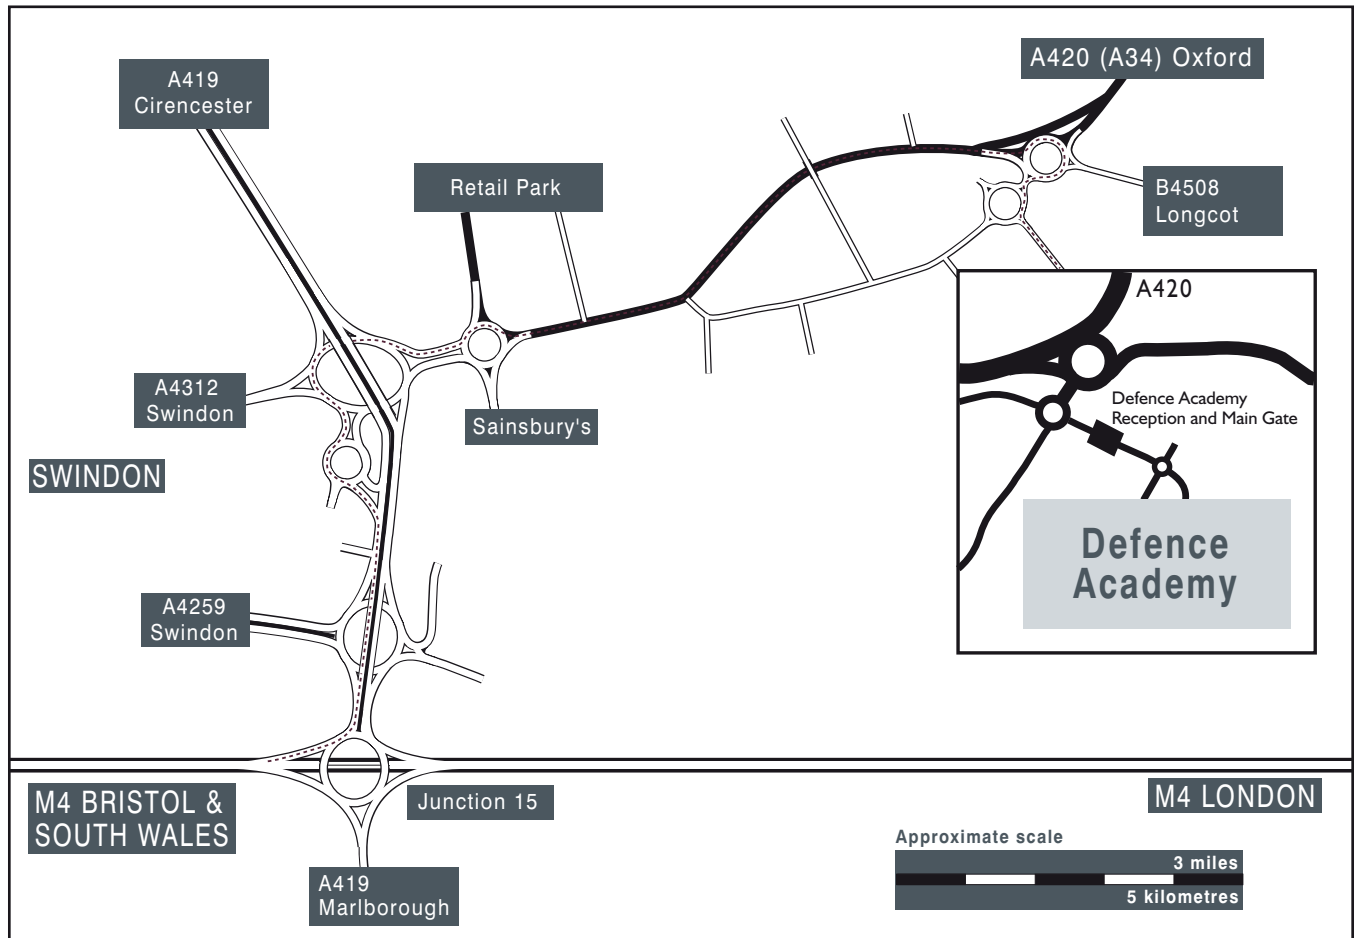 A420 (A34) Oxford
A419
Cirencester
Retail Park
B4508
Longcot
A420
A4312
Swindon
Sainsbury's
Defence Academy
Reception and Main Gate
SWINDON
Defence
Academy
A4259
Swindon
M4 BRISTOL &
SOUTH WALES
Junction 15
M4 LONDON
Approximate scale
3 miles
5 kilometres
A419
Marlborough